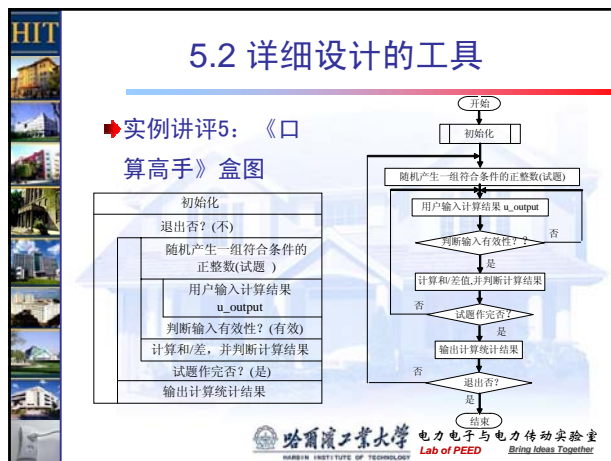 HIT
5.2 详细设计的工具
实例讲评5：《口
算高手》盒图
初始化
退出否？(不)
随机产生一组符合条件的
正整数(试题 )
用户输入计算结果
u_output
判断输入有效性？(有效)
计算和/差，并判断计算结果
试题作完否？(是)
输出计算统计结果
开始
初始化
随机产生一组符合条件的正整数(试题)
用户输入计算结果 u_output
判断输入有效性？？
否
是
计算和/差值,并判断计算结果
否
试题作完否？
是
输出计算统计结果
否
退出否？
是
结束
哈爾濱工業大學
HARBIN INSTITUTE OF TECHNOLOGY
电力电子与电力传动实验室
Lab of PEED
Bring Ideas Together